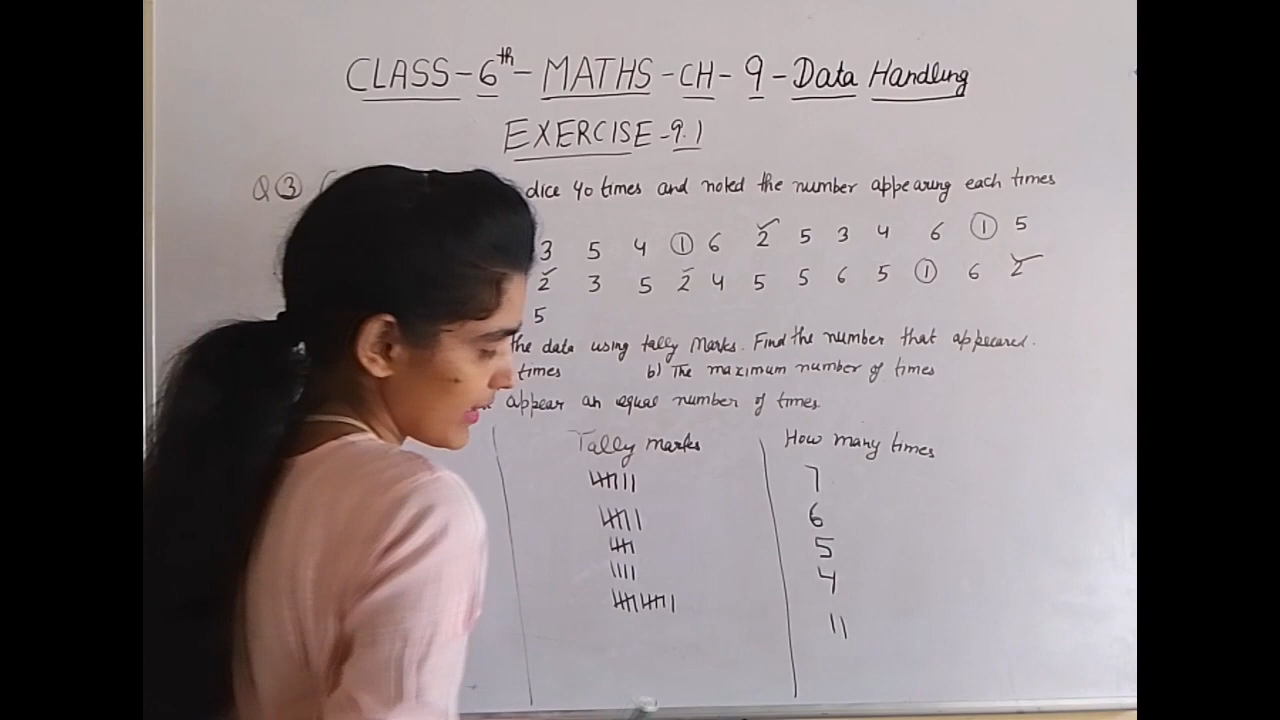 CLASS-6th-MATHS-CH-9-Data Handling
EXERCISE-9.1
Q③ dice 40 times and noted the number appearing each times
3 5 4 ① 6 2 5 3 4 6 ① 5
2 3 5 2 4 5 5 6 5 ① 6 2
5
the data using tally marks. Find the number that appeared.
times b) The maximum number of times
appear an equal number of times
Tally marks How many times
7
6
5
4
11